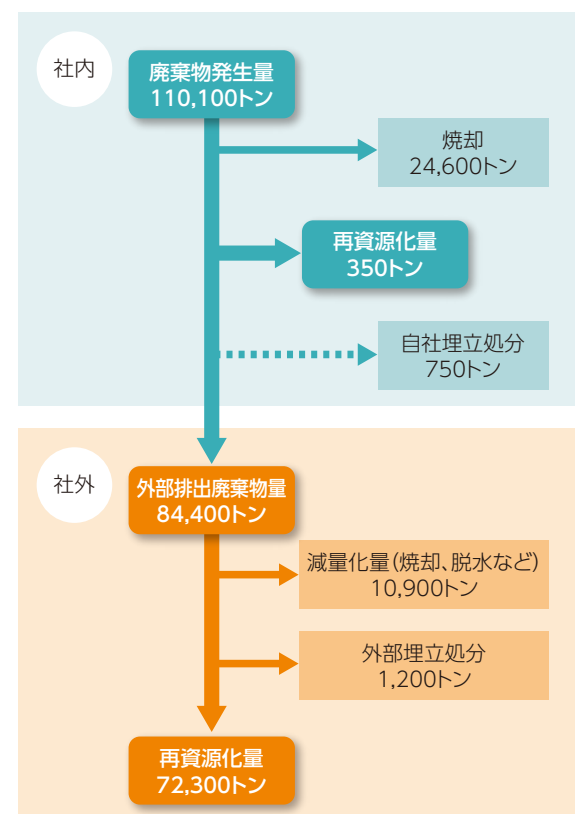 社内
廃棄物発生量
110,100トン
焼却
24,600トン
再資源化量
350トン
自社埋立処分
750トン
社外
外部排出廃棄物量
84,400トン
減量化量(焼却、脱水など)
10,900トン
外部埋立処分
1,200トン
再資源化量
72,300トン